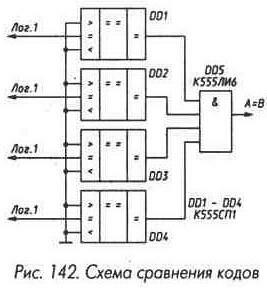 DD1
Лог.1
>
=
<
= =
= =
DD2
Лог.1
>
=
<
= =
= =
DD5
К555ЛИ6
&
A=B
Лог.1
>
=
<
= =
= =
DD3
Лог.1
>
=
<
= =
= =
DD4
DD1 - DD4
К555СП1
Рис. 142. Схема сравнения кодов